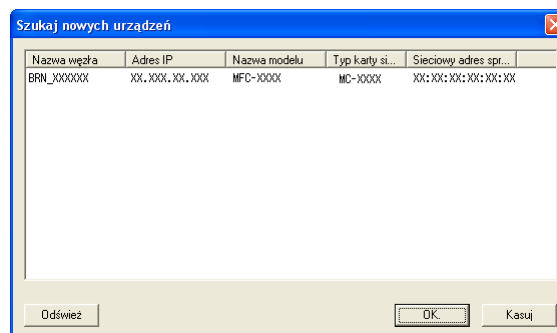 Szukaj nowych urządzeń
Nazwa węzła Adres IP Nazwa modelu Typ karty si... Sieciowy adres spr...
BRN_XXXXXX XX.XXX.XX.XXX MFC-XXXX MC-XXXX XX:XX:XX:XX:XX:XX
Odśwież OK. Kasuj